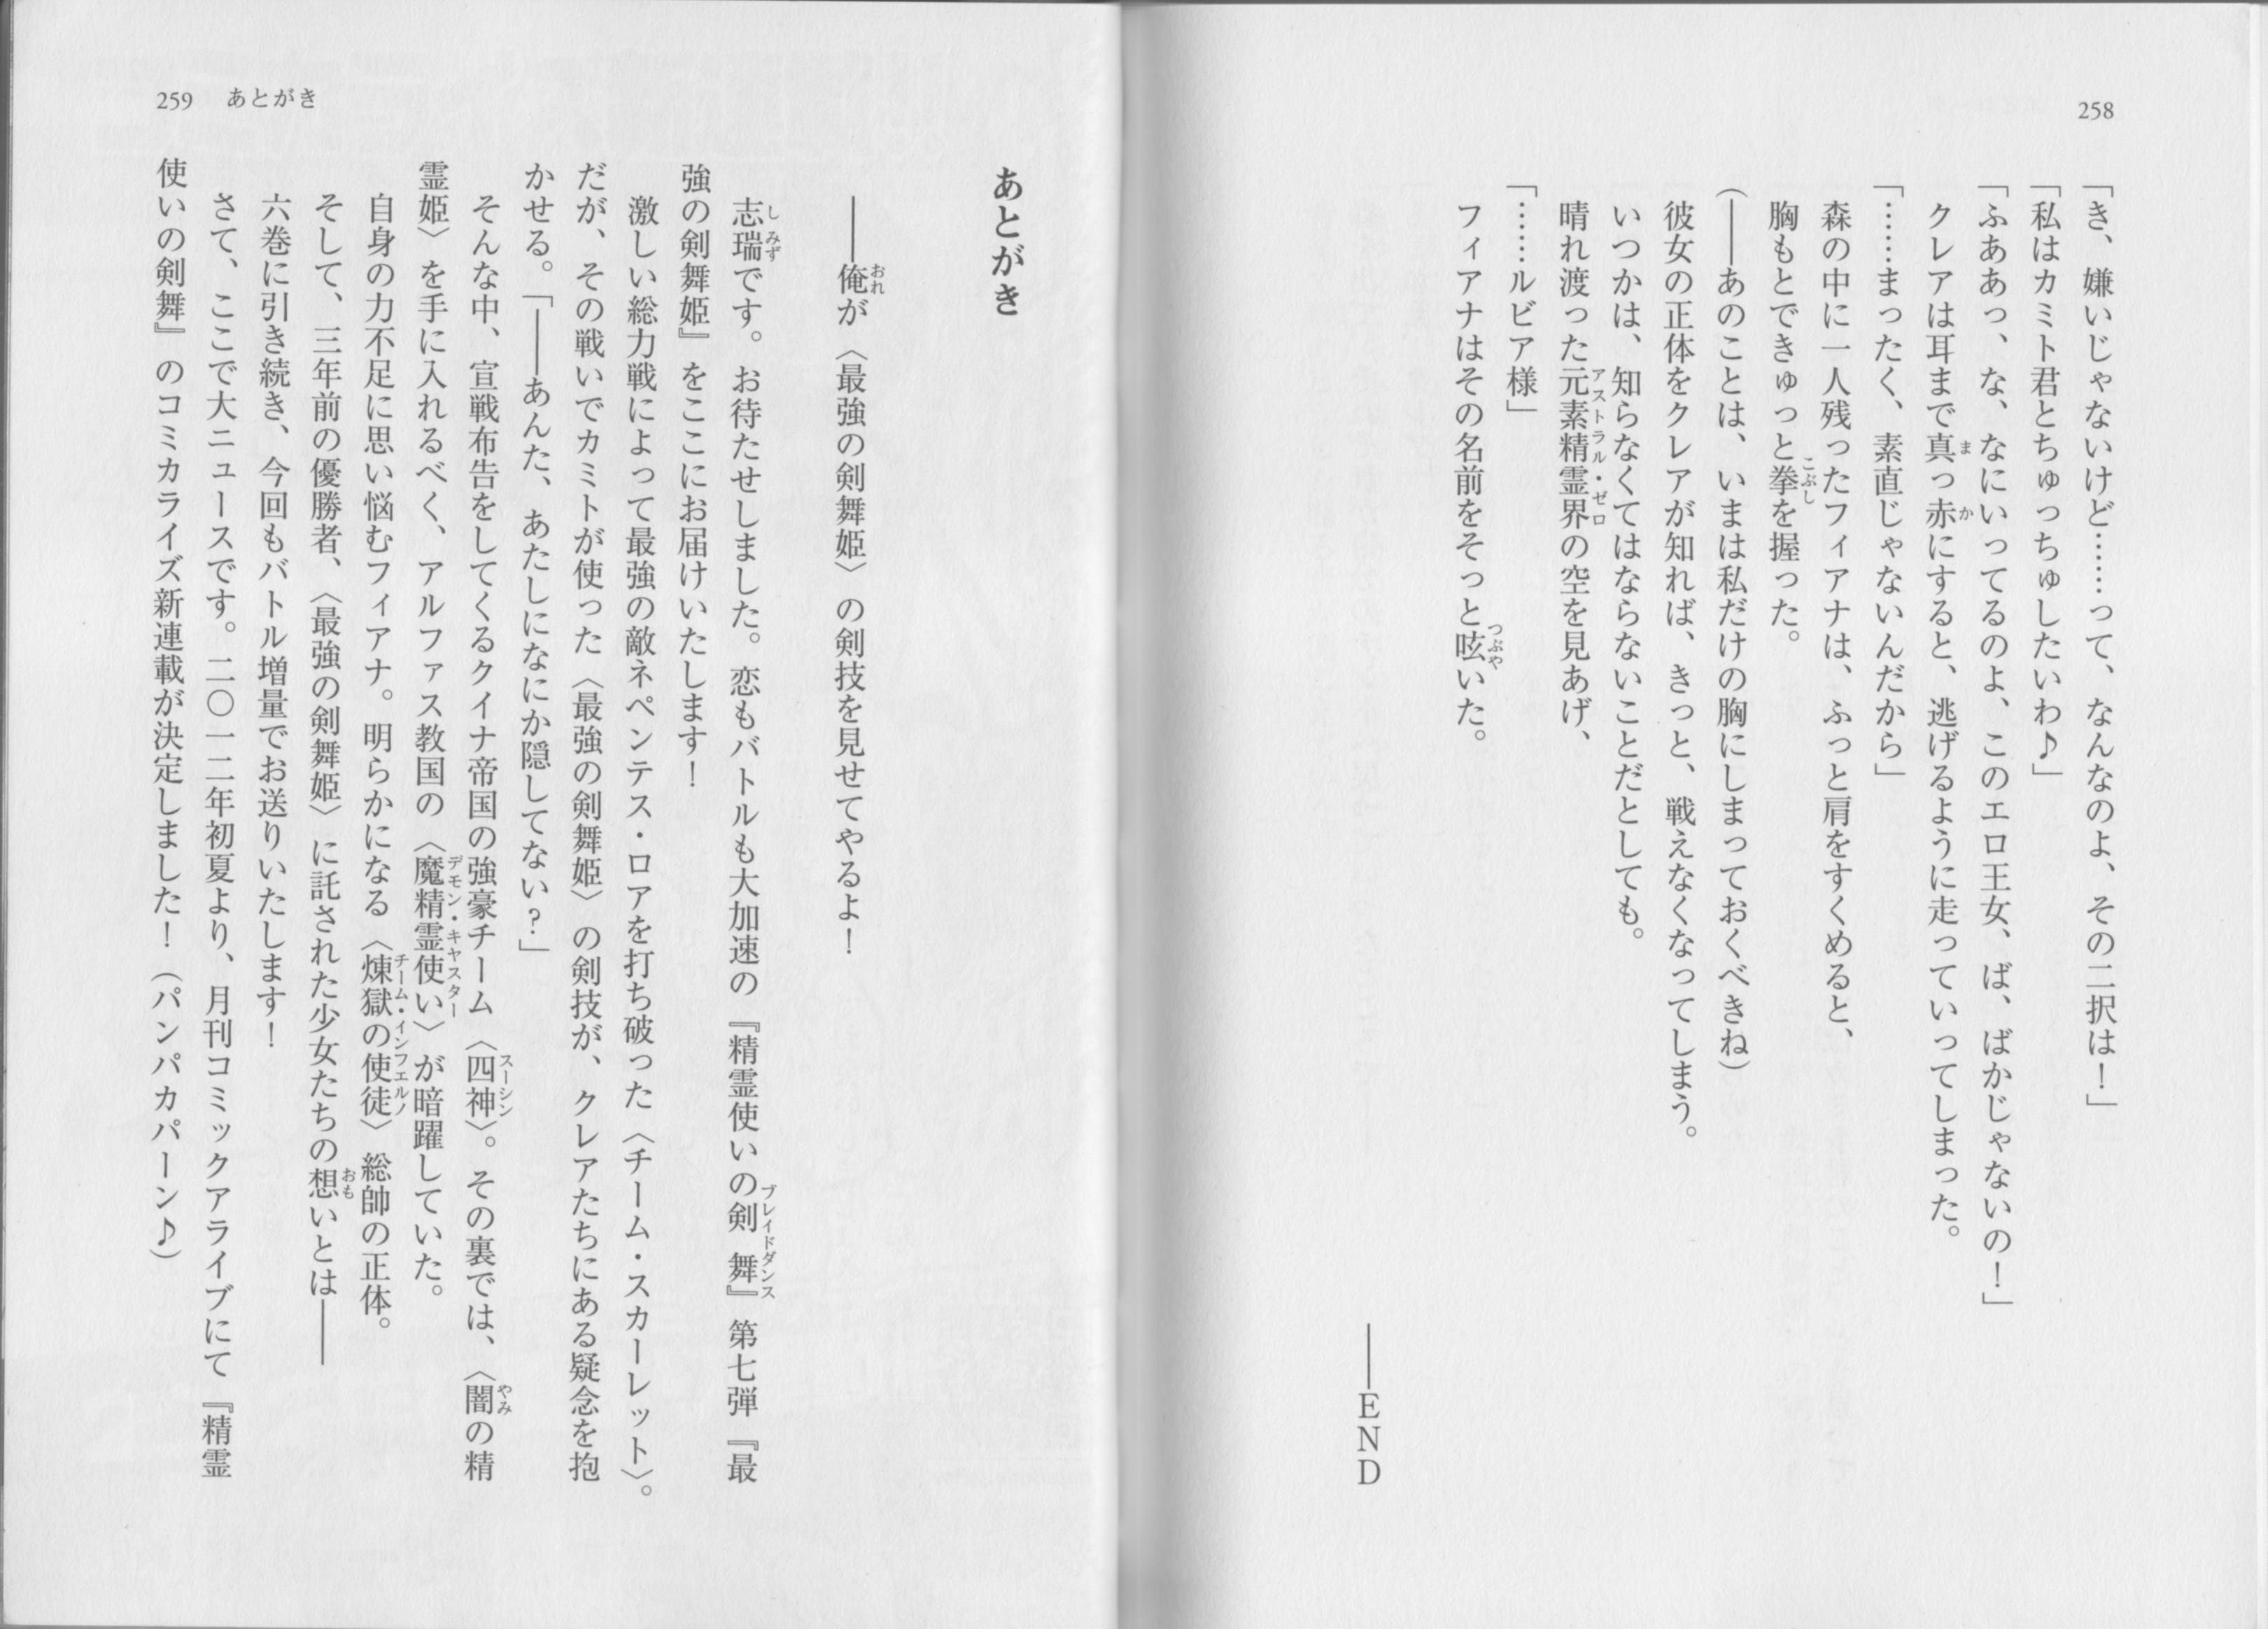 258
「き、嫌いじゃないけど……って、なんなのよ、その二択は！」
「私はカミト君とちゅっちゅしたいわ♪」
「ふああっ、な、なにいってるのよ、このエロ王女、ば、ばかじゃないの！」
クレアは耳まで真っ赤にすると、逃げるように走っていってしまった。
「……まったく、素直じゃないんだから」
森の中に一人残ったフィアナは、ふっと肩をすくめると、
胸もとできゅっと拳を握った。
（――あのことは、いまは私だけの胸にしまっておくべきね）
彼女の正体をクレアが知れば、きっと、戦えなくなってしまう。
いつかは、知らなくてはならないことだとしても。
晴れ渡った元素精霊界の空を見あげ、
「……ルビア様」
フィアナはその名前をそっと呟いた。
――END
259 あとがき
あとがき
――俺が〈最強の剣舞姫〉の剣技を見せてやるよ！
志瑞です。お待たせしました。恋もバトルも大加速の『精霊使いの剣舞』第七弾『最
強の剣舞姫』をここにお届けいたします！
激しい総力戦によって最強の敵ネペンテス・ロアを打ち破った〈チーム・スカーレット〉。
だが、その戦いでカミトが使った〈最強の剣舞姫〉の剣技が、クレアたちにある疑念を抱
かせる。「――あんた、あたしになにか隠してない？」
そんな中、宣戦布告をしてくるクイナ帝国の強豪チーム〈四神〉。その裏では、〈闇の精
霊姫〉を手に入れるべく、アルファス教国の〈魔精霊使い〉が暗躍していた。
自身の力不足に思い悩むフィアナ。明らかになる〈煉獄の使徒〉総帥の正体。
そして、三年前の優勝者、〈最強の剣舞姫〉に託された少女たちの想いとは――
六巻に引き続き、今回もバトル増量でお送りいたします！
さて、ここで大ニュースです。二〇一二年初夏より、月刊コミックアライブにて『精霊
使いの剣舞』のコミカライズ新連載が決定しました！（パンパカパーン♪）